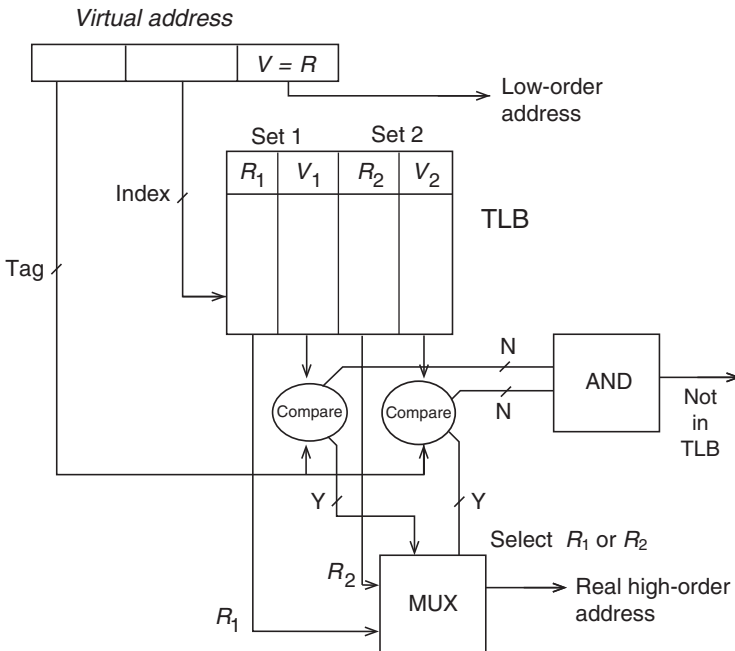 Virtual address
V = R
Low-order
address
Set 1
Set 2
R1
V1
R2
V2
Index
TLB
Tag
N
AND
Compare
Compare
N
Not
in
TLB
Y
Y
Select R1 or R2
R2
MUX
Real high-order
address
R1